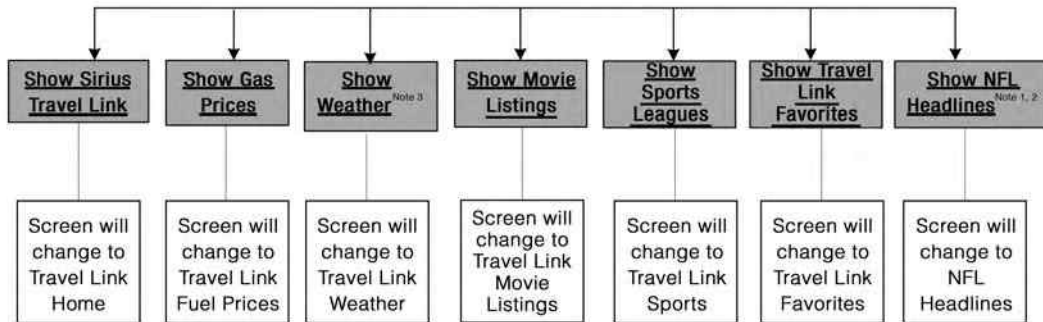 Show Sirius
Travel Link
Show Gas
Prices
Show
Weather Note 3
Show Movie
Listings
Show
Sports
Leagues
Show Travel
Link
Favorites
Show NFL
Headlines Note 1, 2
Screen will
change to
Travel Link
Home
Screen will
change to
Travel Link
Fuel Prices
Screen will
change to
Travel Link
Weather
Screen will
change to
Travel Link
Movie
Listings
Screen will
change to
Travel Link
Sports
Screen will
change to
Travel Link
Favorites
Screen will
change to
NFL
Headlines